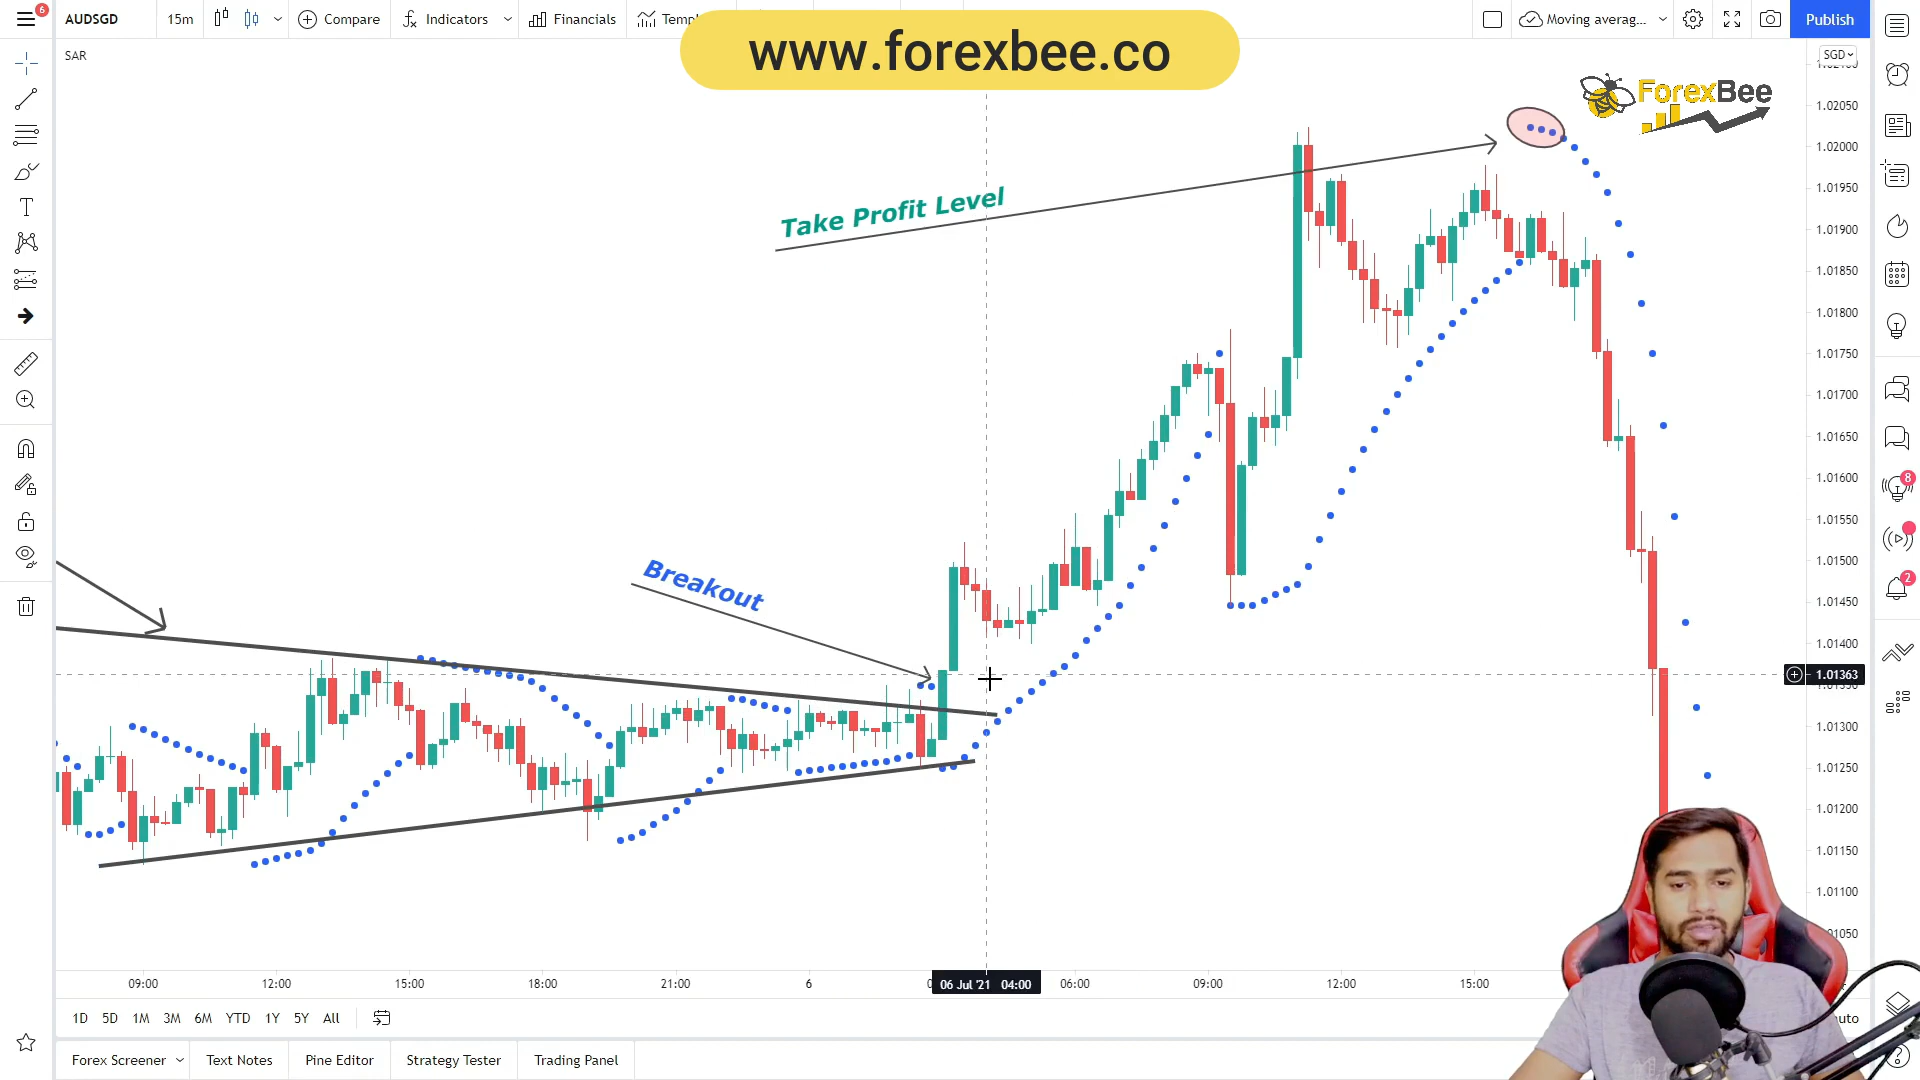 6
AUDSGD
15m
Compare
Indicators
Financials
Moving averag...
Publish
www.forexbee.co
SAR
SGD
ForexBee
1.02050
1.02000
1.01950
1.01900
1.01850
1.01800
1.01750
1.01700
1.01650
1.01600
1.01550
1.01500
1.01450
1.01400
1.01363
1.01300
1.01250
1.01200
1.01150
1.01100
Take Profit Level
Breakout
8
2
09:00
12:00
15:00
18:00
21:00
6
06 Jul '21 04:00
06:00
09:00
12:00
15:00
1D 5D 1M 3M 6M YTD 1Y 5Y All
Forex Screener
Text Notes
Pine Editor
Strategy Tester
Trading Panel